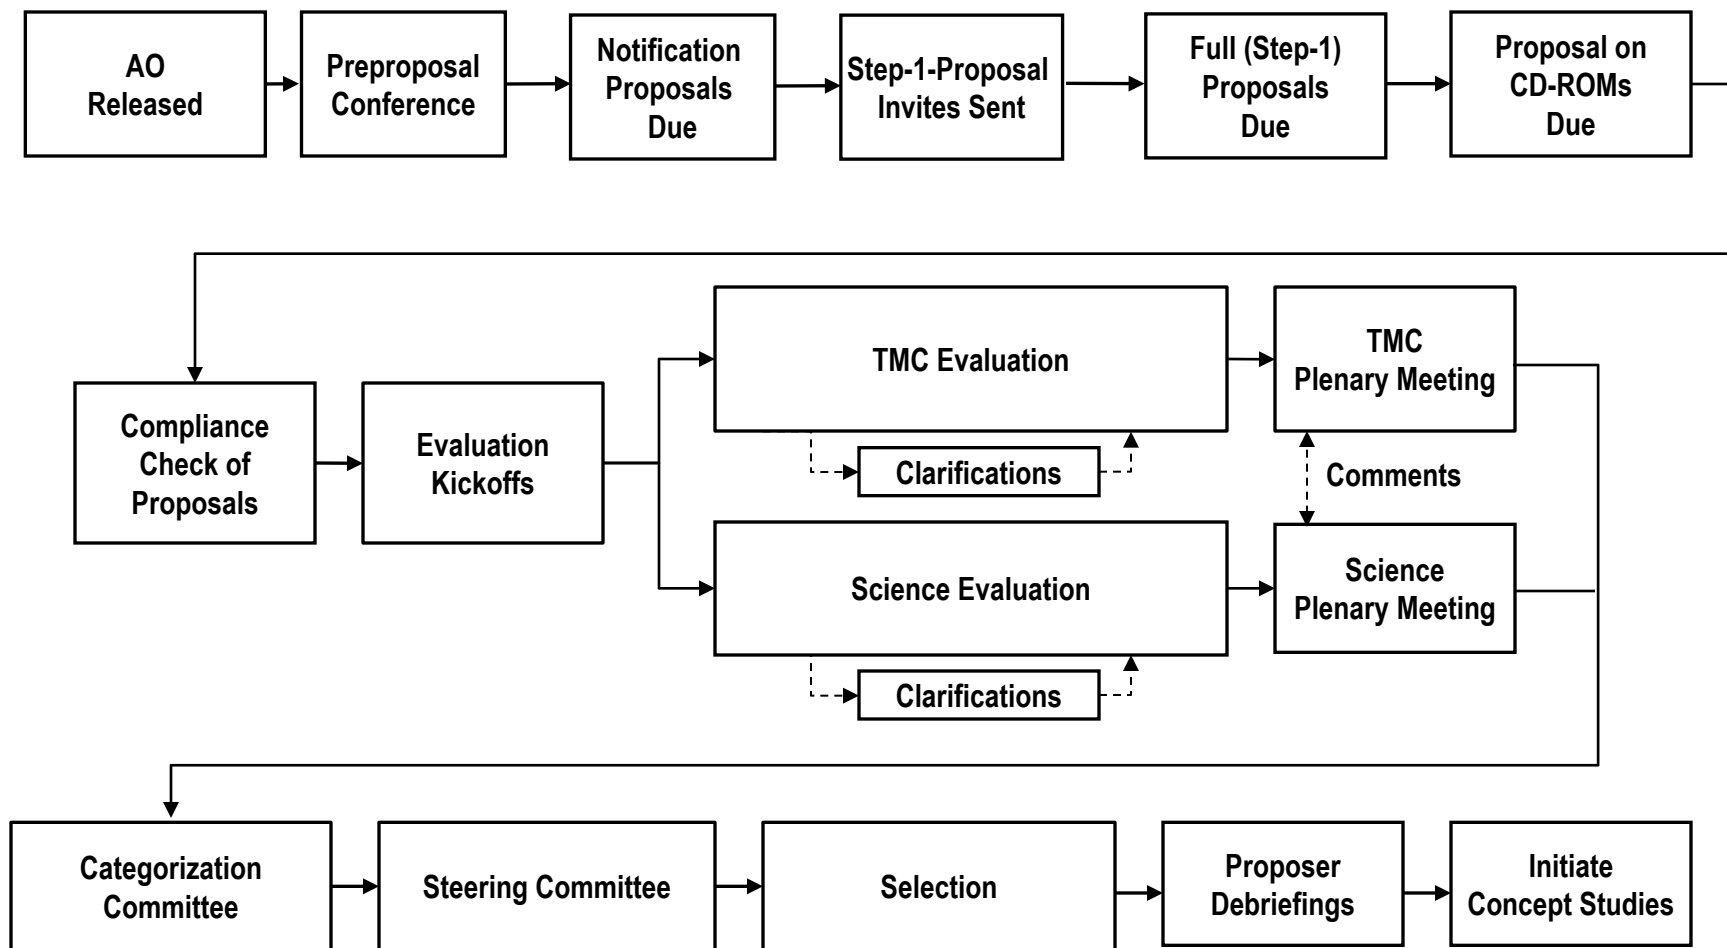 AO
Released
Preproposal
Conference
Notification
Proposals
Due
Step-1-Proposal
Invites Sent
Full (Step-1)
Proposals
Due
Proposal on
CD-ROMs
Due
Compliance
Check of
Proposals
Evaluation
Kickoffs
TMC Evaluation
Clarifications
TMC
Plenary Meeting
Comments
Science Evaluation
Clarifications
Science
Plenary Meeting
Categorization
Committee
Steering Committee
Selection
Proposer
Debriefings
Initiate
Concept Studies